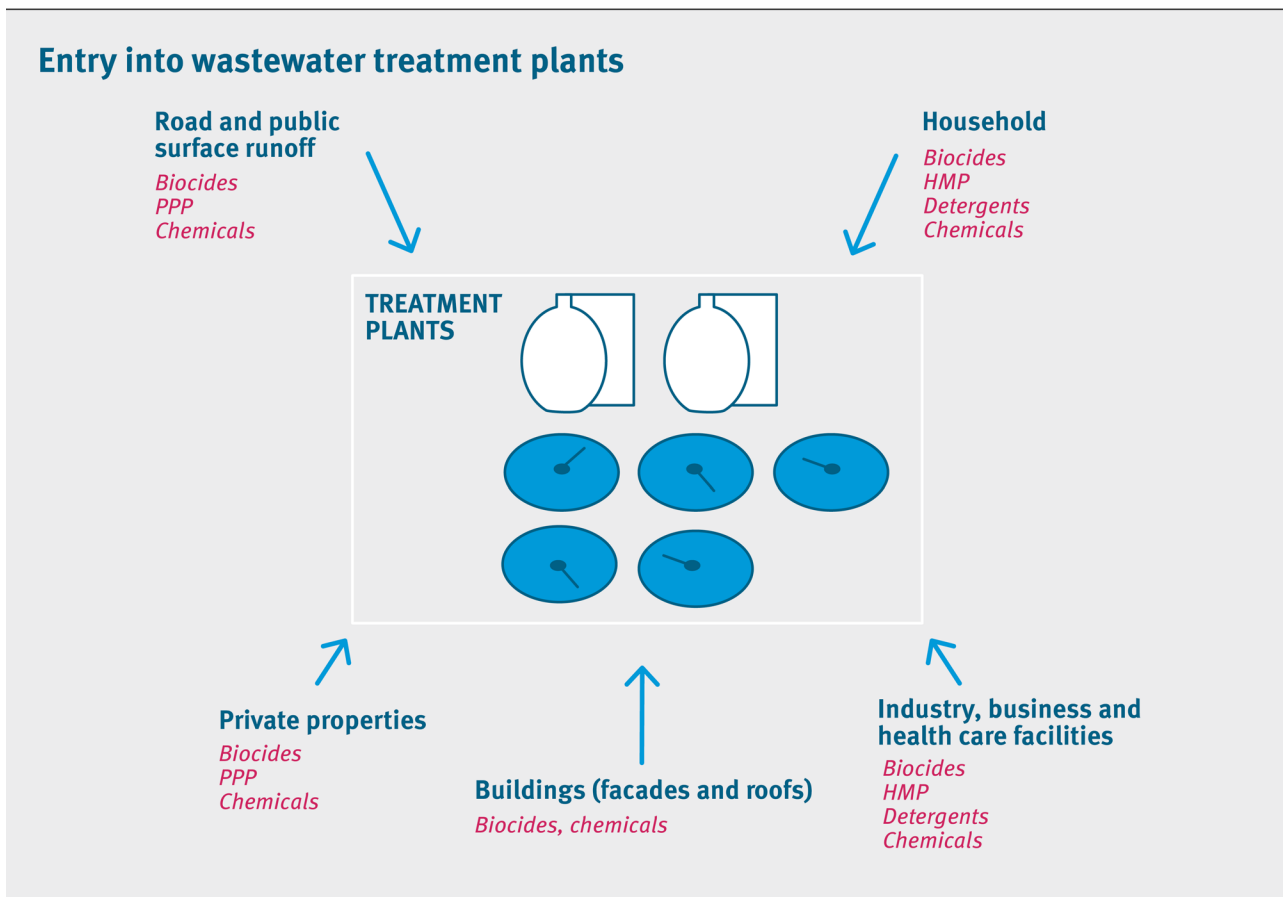 Entry into wastewater treatment plants
Road and public
surface runoff
Biocides
PPP
Chemicals
Household
Biocides
HMP
Detergents
Chemicals
TREATMENT
PLANTS
Private properties
Biocides
PPP
Chemicals
Buildings (facades and roofs)
Biocides, chemicals
Industry, business and
health care facilities
Biocides
HMP
Detergents
Chemicals